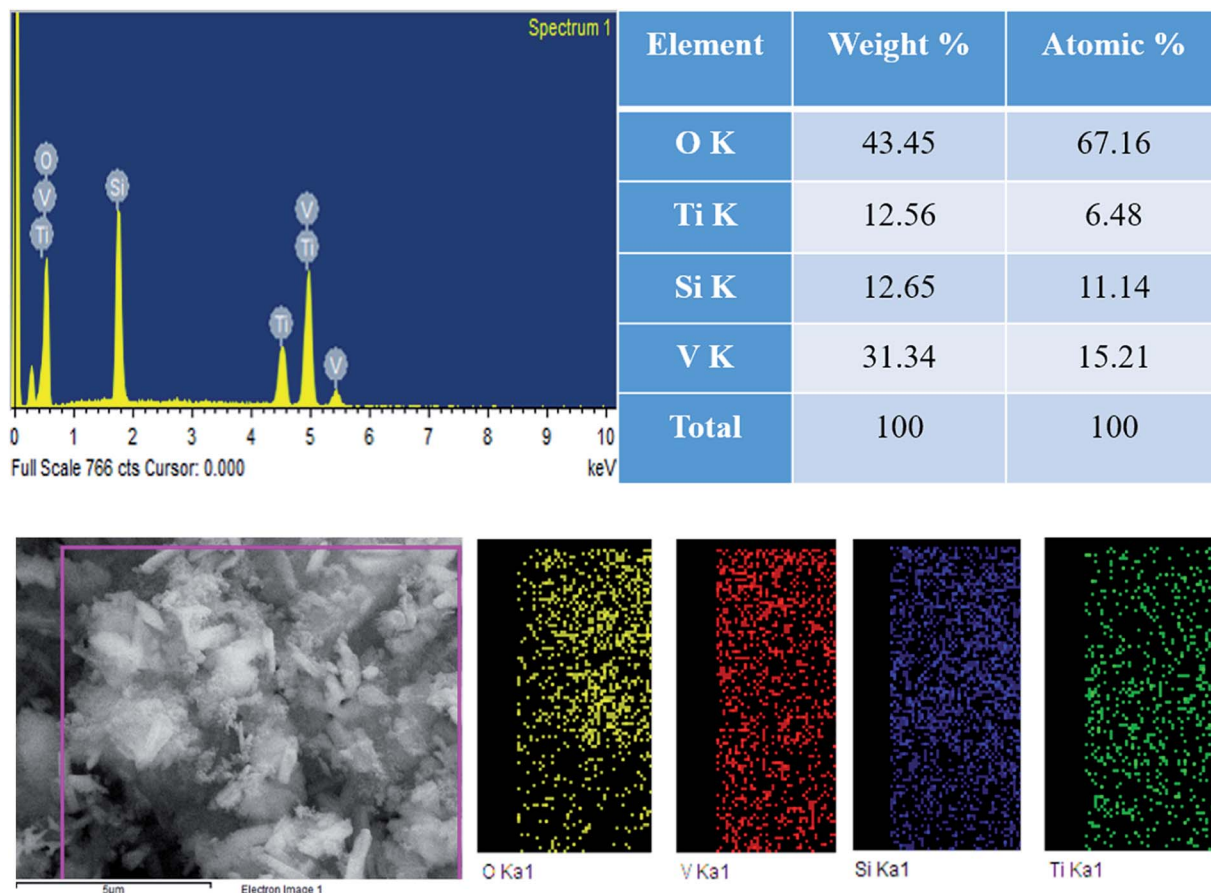 Spectrum 1
O
V
Ti
Si
V
Ti
Ti
V
0 1 2 3 4 5 6 7 8 9 10
Full Scale 766 cts Cursor: 0.000 keV
Element Weight % Atomic %
O K 43.45 67.16
Ti K 12.56 6.48
Si K 12.65 11.14
V K 31.34 15.21
Total 100 100
5um Electron Image 1
O Ka1 V Ka1 Si Ka1 Ti Ka1